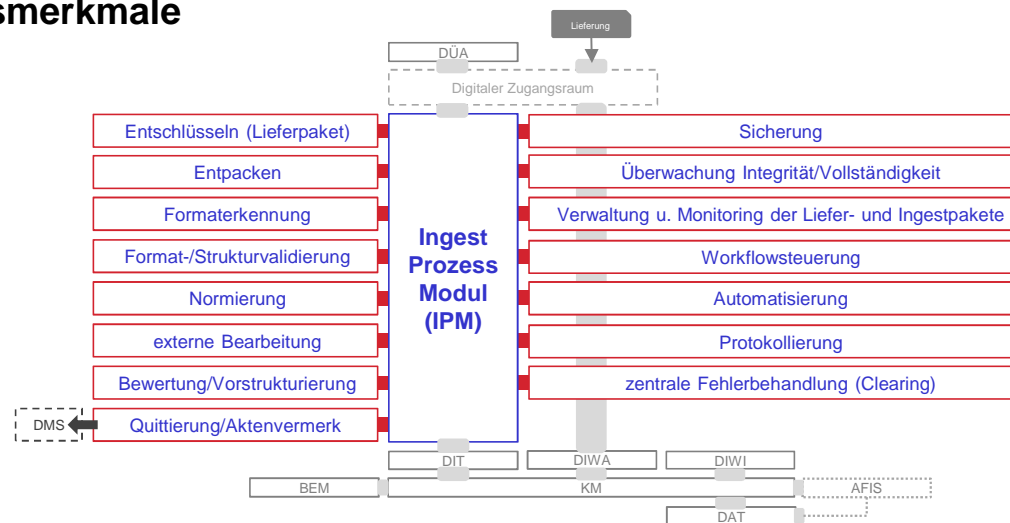 smerkmale
Lieferung
DÜA
Digitaler Zugangsraum
Entschlüsseln (Lieferpaket)
Entpacken
Formaterkennung
Format-/Strukturvalidierung
Normierung
externe Bearbeitung
Bewertung/Vorstrukturierung
Quittierung/Aktenvermerk
DMS
Ingest
Prozess
Modul
(IPM)
Sicherung
Überwachung Integrität/Vollständigkeit
Verwaltung u. Monitoring der Liefer- und Ingestpakete
Workflowsteuerung
Automatisierung
Protokollierung
zentrale Fehlerbehandlung (Clearing)
DIT
DIWA
DIWI
BEM
KM
AFIS
DAT